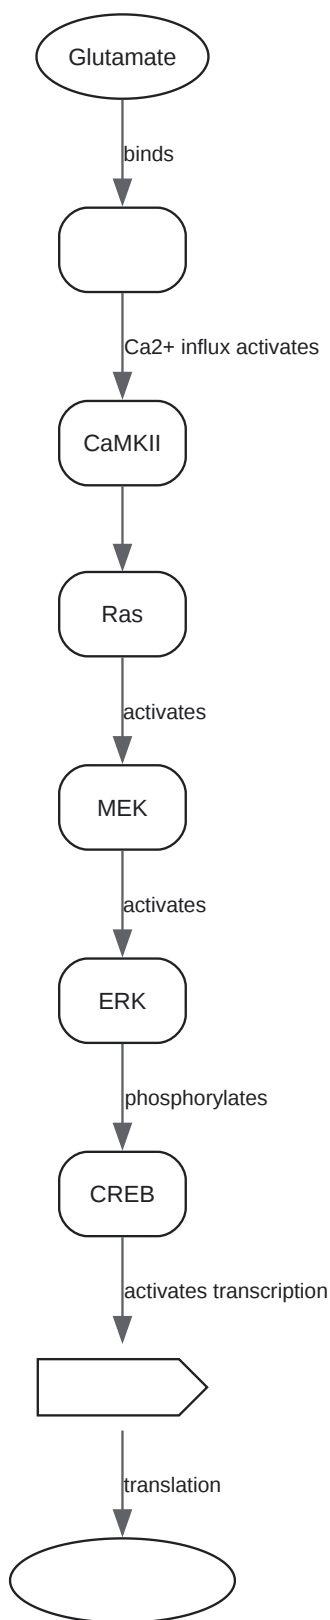 Glutamate
binds
Ca2+ influx activates
CaMKII
Ras
activates
MEK
activates
ERK
phosphorylates
CREB
activates transcription
translation